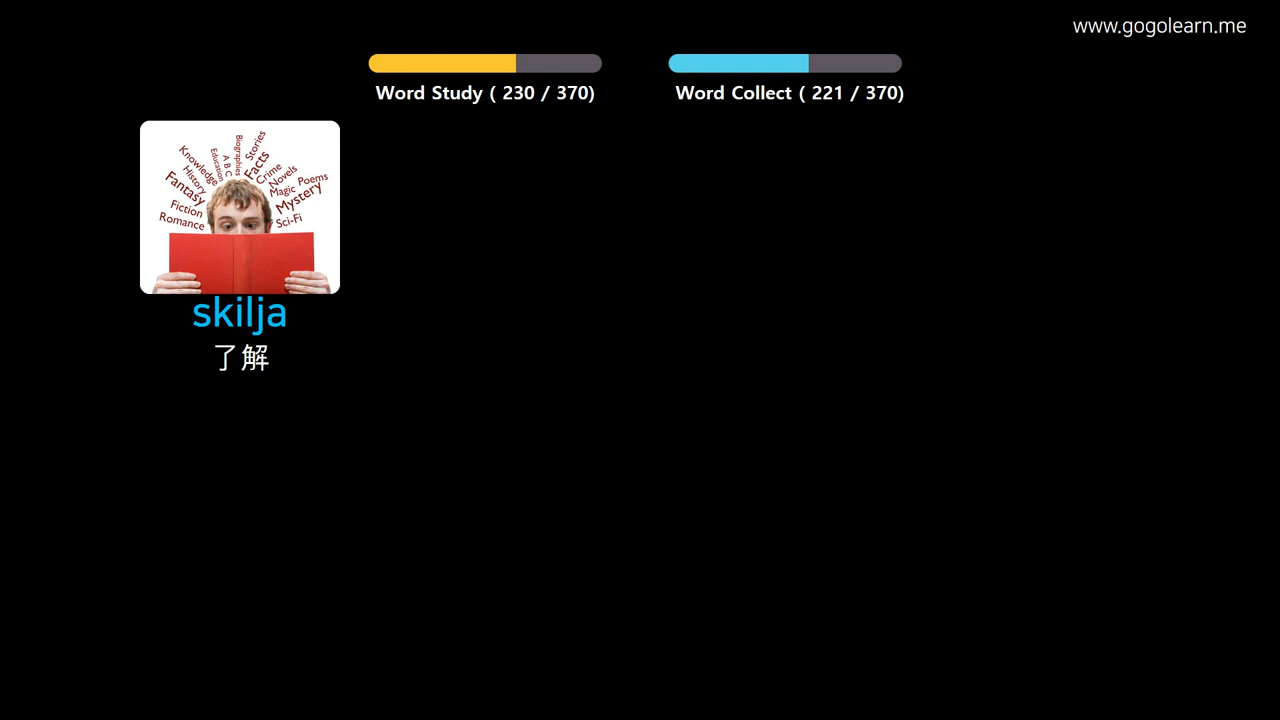 www.gogolearn.me
Word Study ( 230 / 370)
Word Collect ( 221 / 370)
Biographies
Stories
Facts
A B C
Education
Knowledge
History
Fantasy
Fiction
Romance
Crime
Novels
Magic
Poems
Mystery
Sci-Fi
skilja
了解